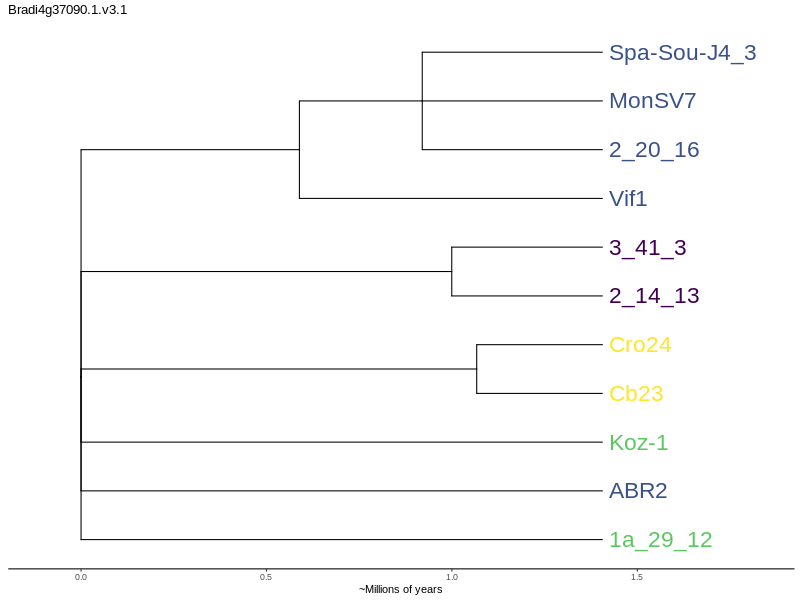 Bradi4g37090.1.v3.1
Spa-Sou-J4_3
MonSV7
2_20_16
Vif1
3_41_3
2_14_13
Cro24
Cb23
Koz-1
ABR2
1a_29_12
0.0 0.5 1.0 1.5
~Millions of years